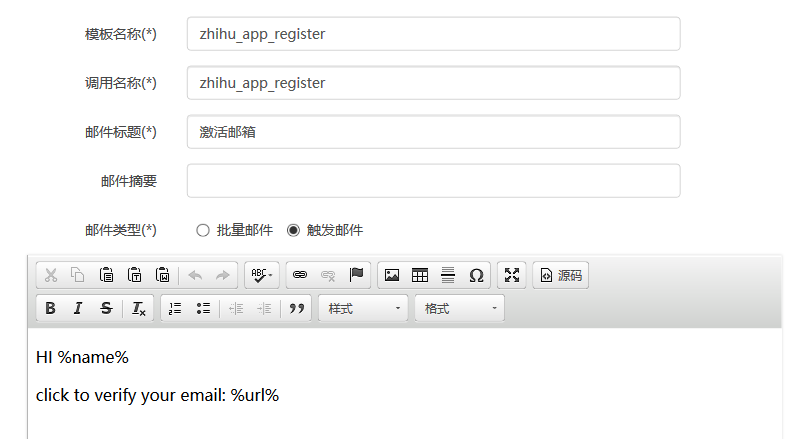 模板名称(*) zhihu_app_register
调用名称(*) zhihu_app_register
邮件标题(*) 激活邮箱
邮件摘要
邮件类型(*) 批量邮件 触发邮件
ABC 源码
B I S Ix 样式 格式
HI %name%
click to verify your email: %url%